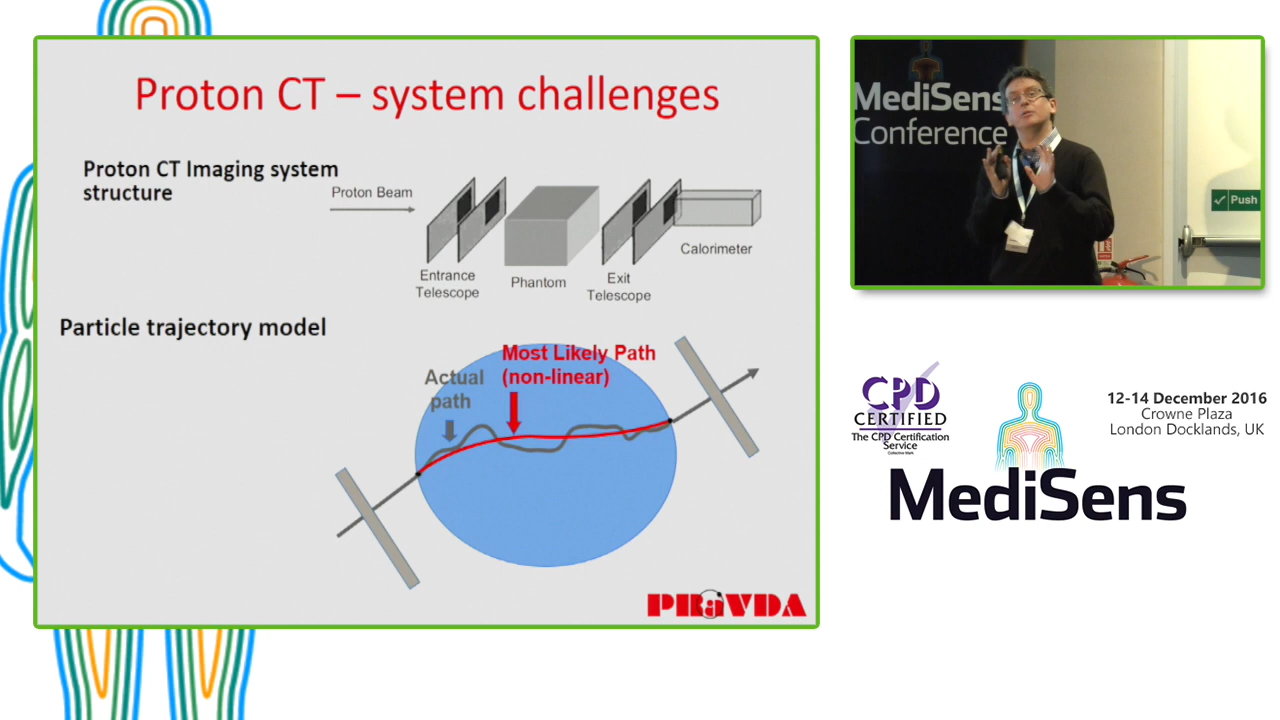 Proton CT – system challenges
Proton CT Imaging system
structure
Proton Beam
Entrance
Telescope
Phantom
Exit
Telescope
Calorimeter
Particle trajectory model
Most Likely Path
(non-linear)
Actual
path
PRaVDA
MediSens
Conference
Push
CPD
CERTIFIED
The CPD Certification
Service
Collective Mark
12-14 December 2016
Crowne Plaza
London Docklands, UK
MediSens